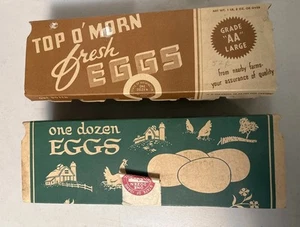 TOP O' MORN
fresh
EGGS
GRADE
"AA"
LARGE
from nearby farms-
your assurance of quality
one dozen
EGGS